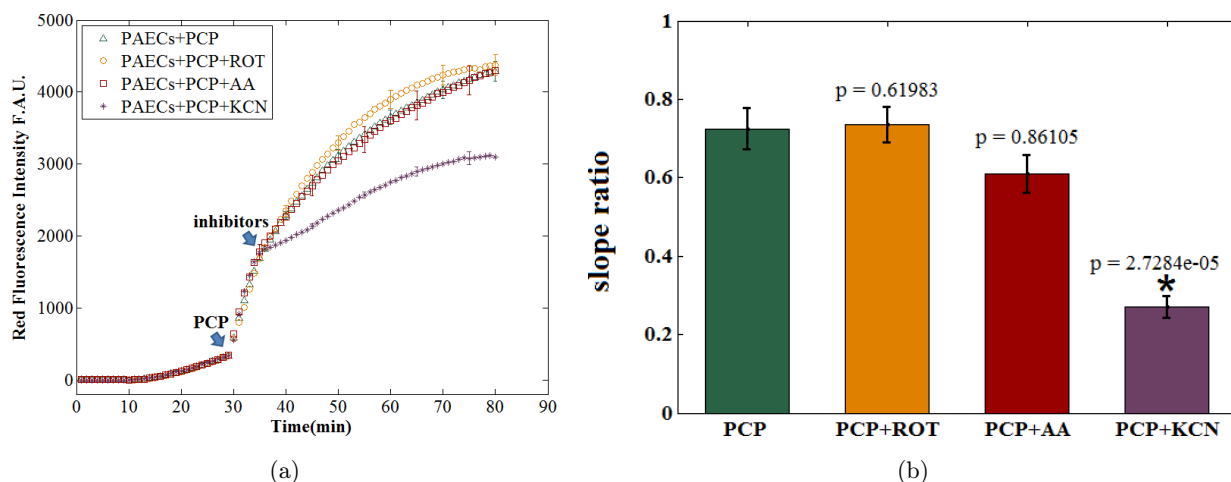 5000
4000
3000
2000
1000
0
Red Fluorescence Intensity F.A.U.
PAECs+PCP
PAECs+PCP+ROT
PAECs+PCP+AA
PAECs+PCP+KCN
inhibitors
PCP
0 10 20 30 40 50 60 70 80 90
Time(min)
(a)
1
0.8
0.6
0.4
0.2
0
slope ratio
p = 0.61983
p = 0.86105
p = 2.7284e-05
*
PCP PCP+ROT PCP+AA PCP+KCN
(b)